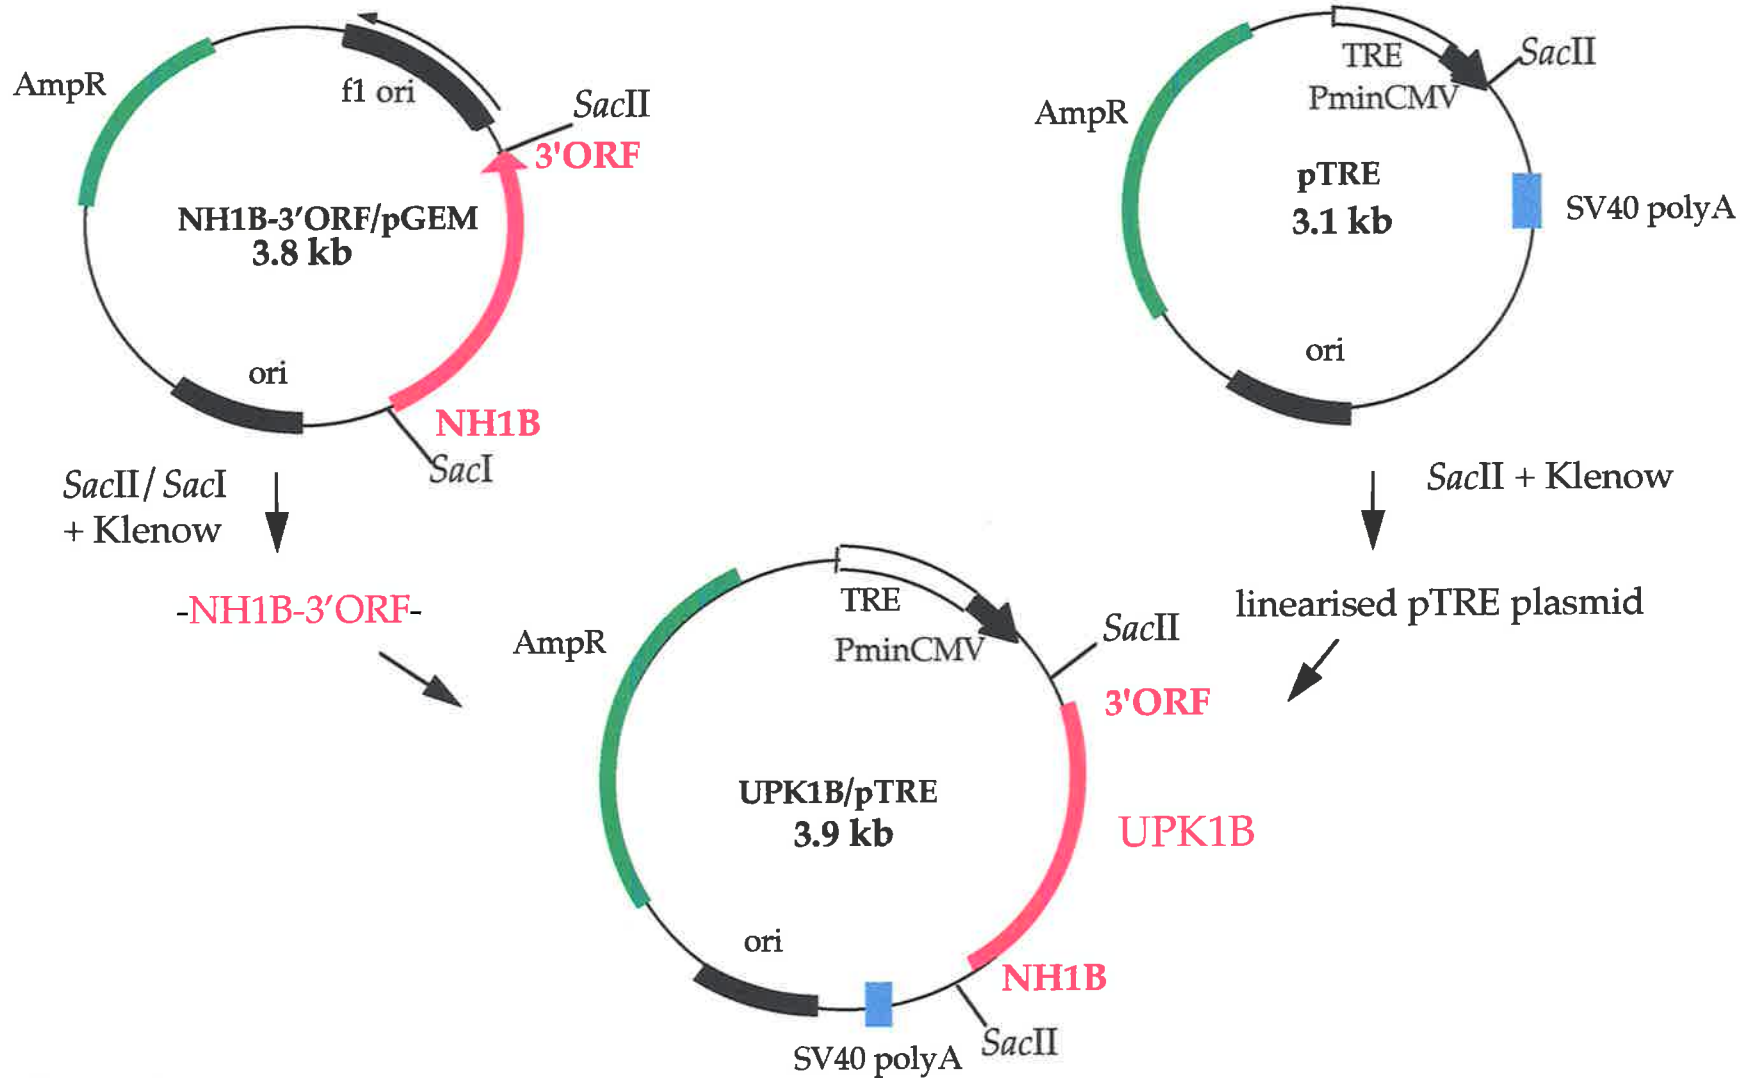 AmpR
f1 ori
SacII
3'ORF
NH1B-3'ORF/pGEM
3.8 kb
ori
NH1B
SacI
TRE
PminCMV
SacII
AmpR
pTRE
3.1 kb
SV40 polyA
ori
SacII/ SacI
+ Klenow
SacII + Klenow
-NH1B-3'ORF-
linearised pTRE plasmid
TRE
PminCMV
SacII
AmpR
3'ORF
UPK1B/pTRE
3.9 kb
UPK1B
ori
NH1B
SacII
SV40 polyA